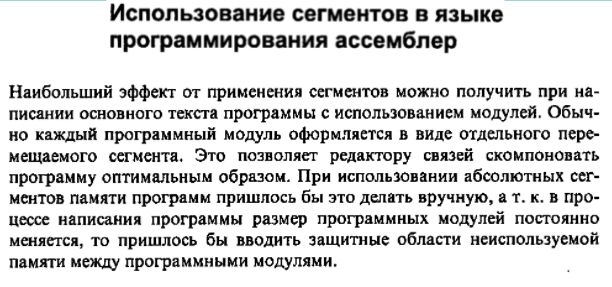 Использование сегментов в языке
программирования ассемблер
Наибольший эффект от применения сегментов можно получить при на-
писании основного текста программы с использованием модулей. Обыч-
но каждый программный модуль оформляется в виде отдельного пере-
мещаемого сегмента. Это позволяет редактору связей скомпоновать
программу оптимальным образом. При использовании абсолютных сег-
ментов памяти программ пришлось бы это делать вручную, а т. к. в про-
цессе написания программы размер программных модулей постоянно
меняется, то пришлось бы вводить защитные области неиспользуемой
памяти между программными модулями.